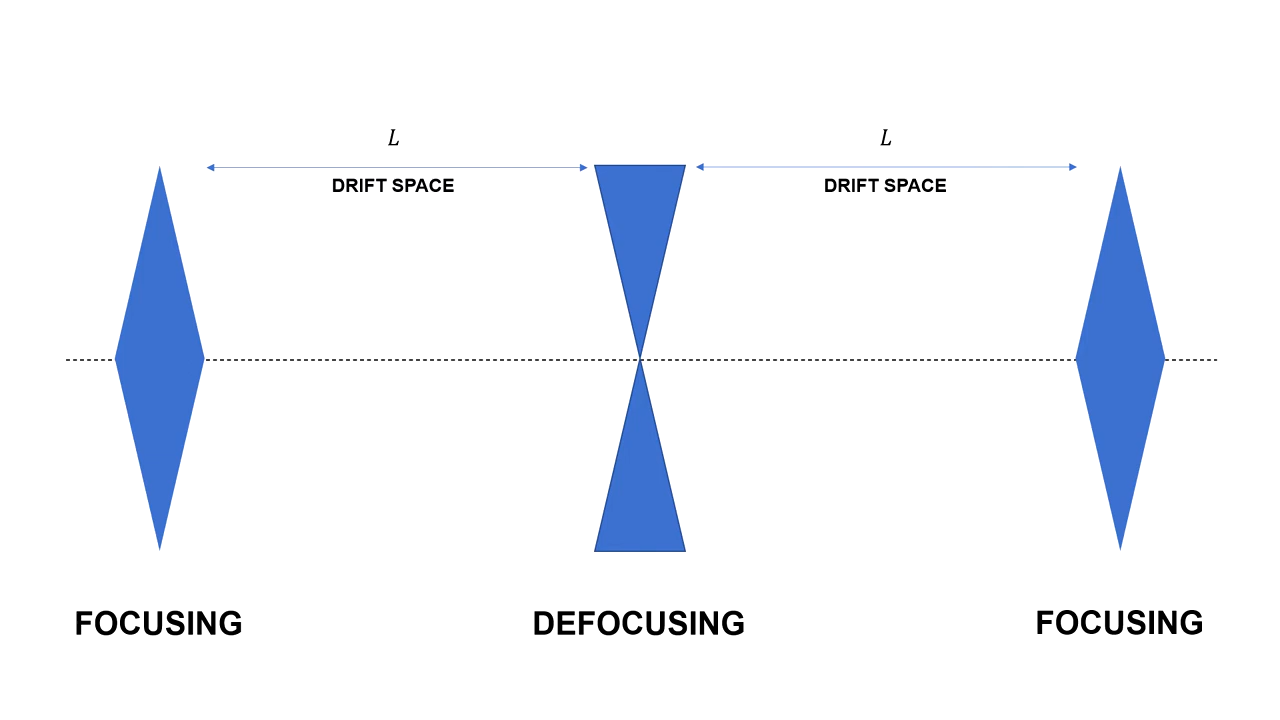 L
L
DRIFT SPACE
DRIFT SPACE
FOCUSING
DEFOCUSING
FOCUSING